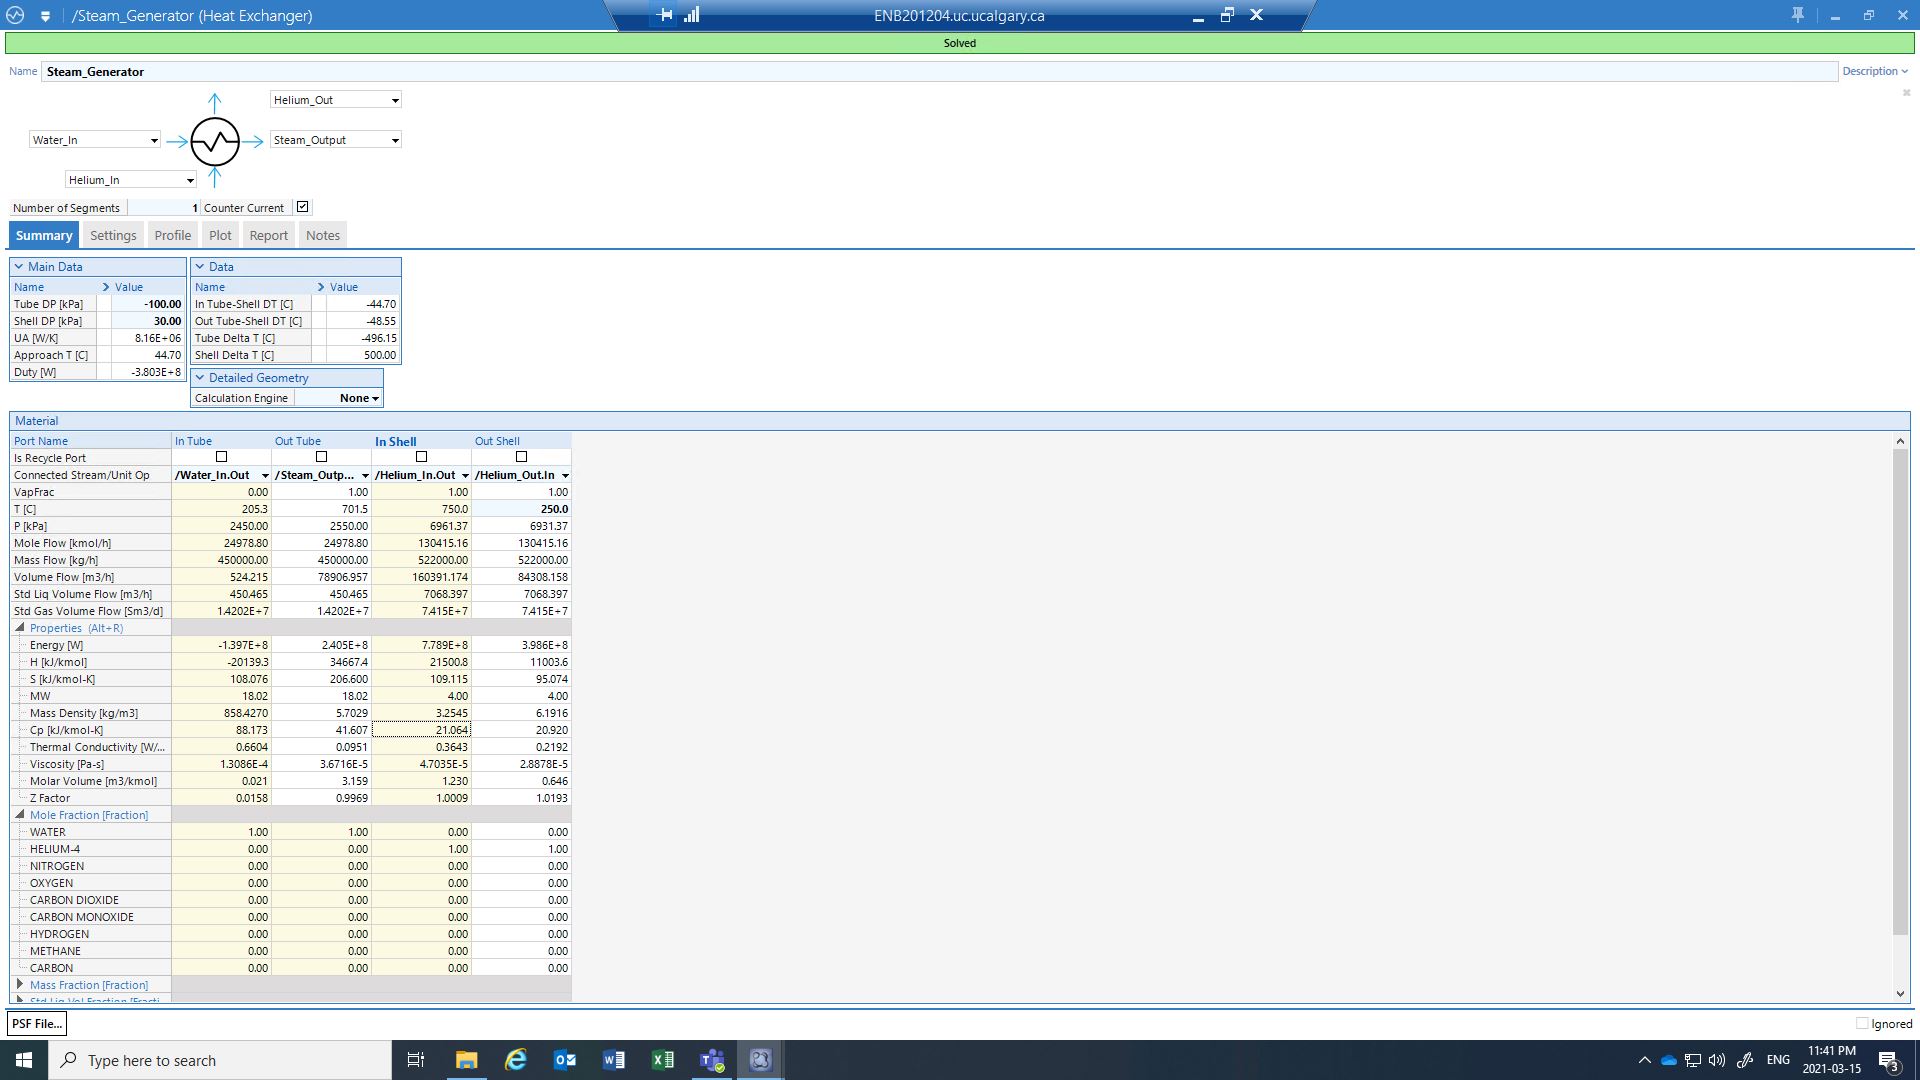 /Steam_Generator (Heat Exchanger)
ENB201204.uc.ucalgary.ca
Solved
Name Steam_Generator Description
Helium_Out
Water_In Steam_Output
Helium_In
Number of Segments 1 Counter Current
Summary Settings Profile Plot Report Notes
Main Data
Name Value
Tube DP [kPa] -100.00
Shell DP [kPa] 30.00
UA [W/K] 8.16E+06
Approach T [C] 44.70
Duty [W] -3.803E+8
Data
Name Value
In Tube-Shell DT [C] -44.70
Out Tube-Shell DT [C] -48.55
Tube Delta T [C] -496.15
Shell Delta T [C] 500.00
Detailed Geometry
Calculation Engine None
Material
Port Name In Tube Out Tube In Shell Out Shell
Is Recycle Port
Connected Stream/Unit Op /Water_In.Out /Steam_Outp... /Helium_In.Out /Helium_Out.In
VapFrac 0.00 1.00 1.00 1.00
T [C] 205.3 701.5 750.0 250.0
P [kPa] 2450.00 2550.00 6961.37 6931.37
Mole Flow [kmol/h] 24978.80 24978.80 130415.16 130415.16
Mass Flow [kg/h] 450000.00 450000.00 522000.00 522000.00
Volume Flow [m3/h] 524.215 78906.957 160391.174 84308.158
Std Liq Volume Flow [m3/h] 450.465 450.465 7068.397 7068.397
Std Gas Volume Flow [Sm3/d] 1.4202E+7 1.4202E+7 7.415E+7 7.415E+7
Properties (Alt+R)
Energy [W] -1.397E+8 2.405E+8 7.789E+8 3.986E+8
H [kJ/kmol] -20139.3 34667.4 21500.8 11003.6
S [kJ/kmol-K] 108.076 206.600 109.115 95.074
MW 18.02 18.02 4.00 4.00
Mass Density [kg/m3] 858.4270 5.7029 3.2545 6.1916
Cp [kJ/kmol-K] 88.173 41.607 21.064 20.920
Thermal Conductivity [W/... 0.6604 0.0951 0.3643 0.2192
Viscosity [Pa-s] 1.3086E-4 3.6716E-5 4.7035E-5 2.8878E-5
Molar Volume [m3/kmol] 0.021 3.159 1.230 0.646
Z Factor 0.0158 0.9969 1.0009 1.0193
Mole Fraction [Fraction]
WATER 1.00 1.00 0.00 0.00
HELIUM-4 0.00 0.00 1.00 1.00
NITROGEN 0.00 0.00 0.00 0.00
OXYGEN 0.00 0.00 0.00 0.00
CARBON DIOXIDE 0.00 0.00 0.00 0.00
CARBON MONOXIDE 0.00 0.00 0.00 0.00
HYDROGEN 0.00 0.00 0.00 0.00
METHANE 0.00 0.00 0.00 0.00
CARBON 0.00 0.00 0.00 0.00
Mass Fraction [Fraction]
Std Liq Vol Fraction [Fracti...
PSF File... Ignored
Type here to search
ENG
11:41 PM
2021-03-15
3